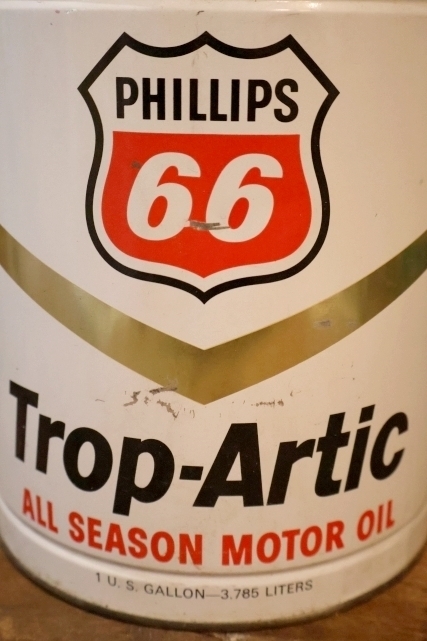 PHILLIPS
66
Trop-Artic
ALL SEASON MOTOR OIL
1 U. S. GALLON—3.785 LITERS